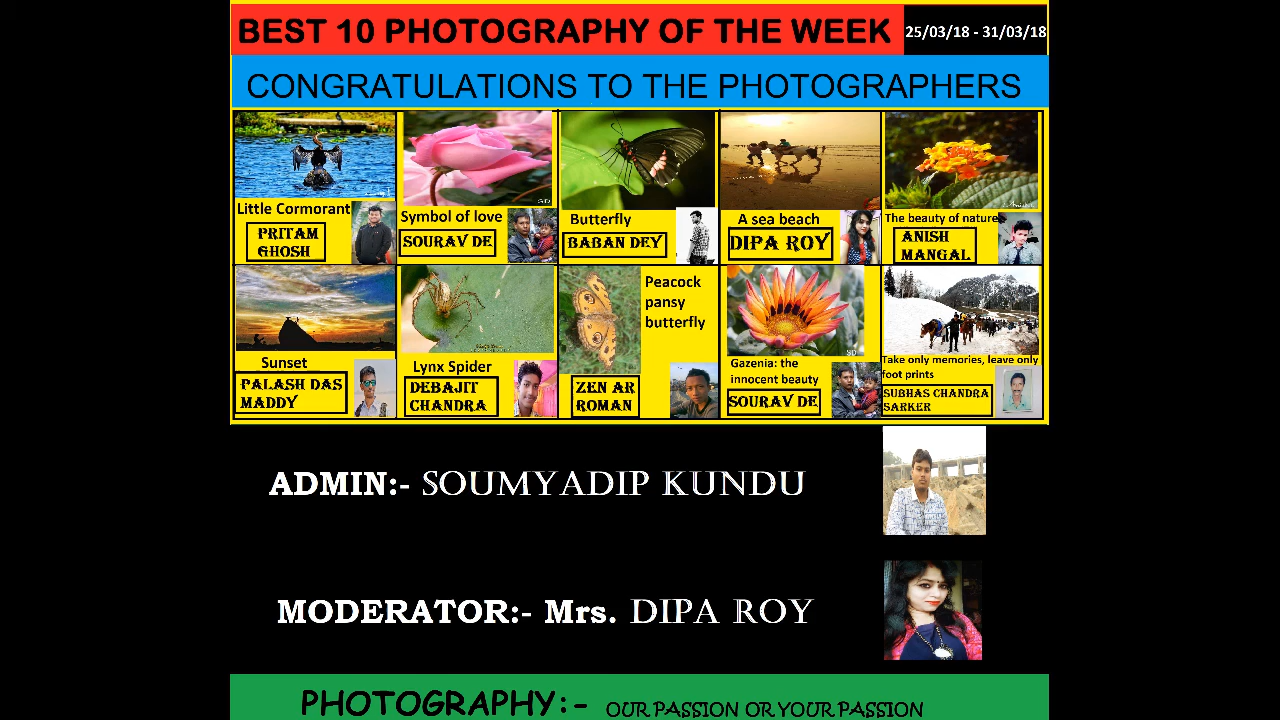 BEST 10 PHOTOGRAPHY OF THE WEEK
25/03/18 - 31/03/18
CONGRATULATIONS TO THE PHOTOGRAPHERS
Little Cormorant
PRITAM
GHOSH
Symbol of love
SOURAV DE
Butterfly
BABAN DEY
A sea beach
DIPA ROY
The beauty of nature
ANISH
MANGAL
Sunset
PALASH DAS
MADDY
Lynx Spider
DEBAJIT
CHANDRA
Peacock
pansy
butterfly
ZEN AR
ROMAN
Gazenia: the
innocent beauty
SOURAV DE
Take only memories, leave only
foot prints
SUBHAS CHANDRA
SARKER
ADMIN:- SOUMYADIP KUNDU
MODERATOR:- Mrs. DIPA ROY
PHOTOGRAPHY:- OUR PASSION OR YOUR PASSION